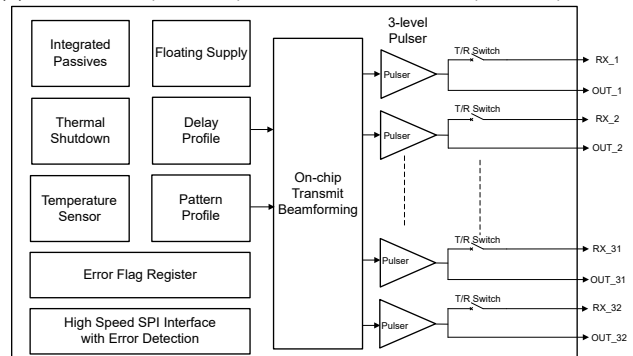 Integrated
Passives
Floating Supply
Thermal
Shutdown
Delay
Profile
Temperature
Sensor
Pattern
Profile
Error Flag Register
High Speed SPI Interface
with Error Detection
On-chip
Transmit
Beamforming
3-level
Pulser
Pulser
T/R Switch
RX_1
OUT_1
Pulser
T/R Switch
RX_2
OUT_2
Pulser
T/R Switch
RX_31
OUT_31
Pulser
T/R Switch
RX_32
OUT_32